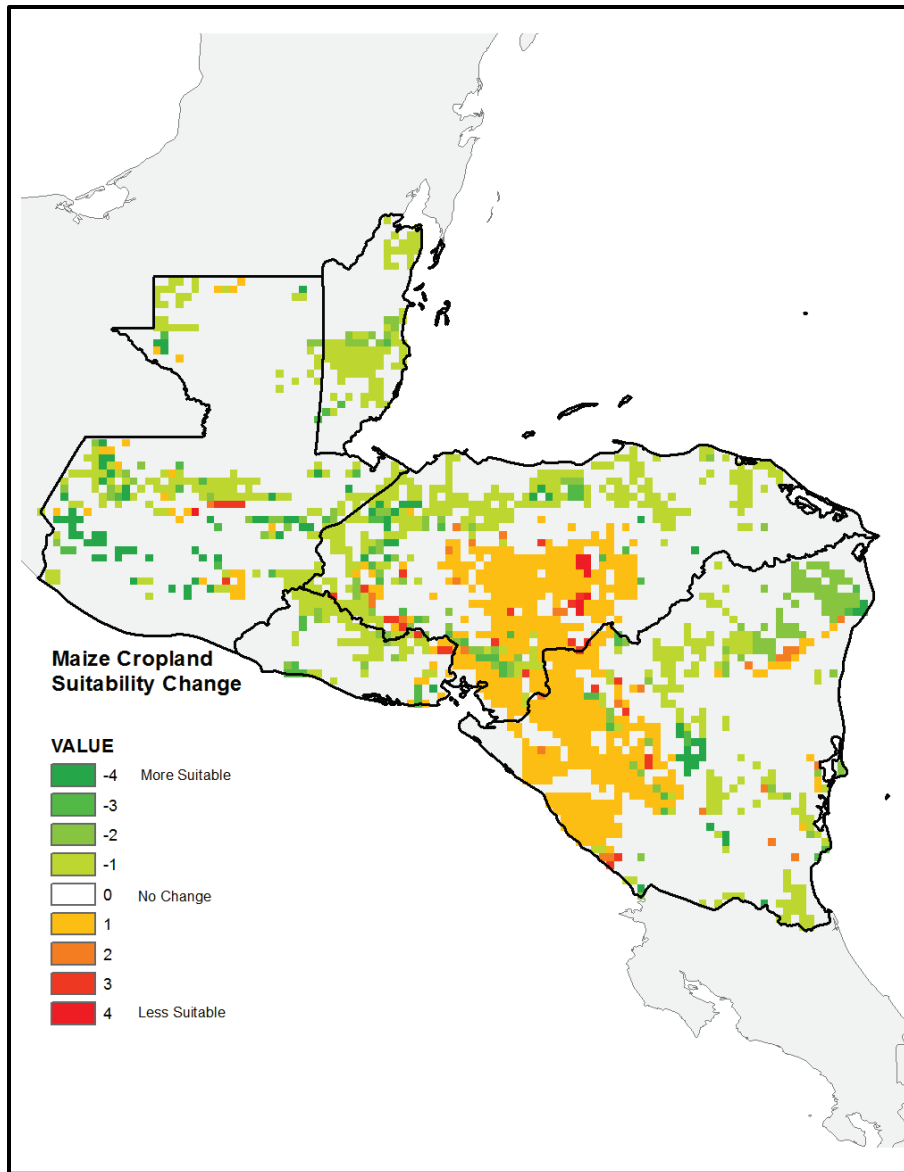 Maize Cropland
Suitability Change
VALUE
-4 More Suitable
-3
-2
-1
0 No Change
1
2
3
4 Less Suitable